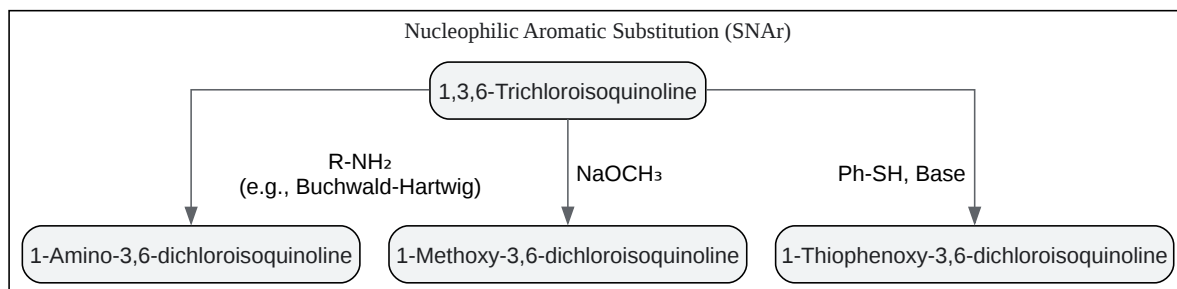 Nucleophilic Aromatic Substitution (SNAr)
1,3,6-Trichloroisoquinoline
R-NH₂
(e.g., Buchwald-Hartwig)
NaOCH₃
Ph-SH, Base
1-Amino-3,6-dichloroisoquinoline
1-Methoxy-3,6-dichloroisoquinoline
1-Thiophenoxy-3,6-dichloroisoquinoline